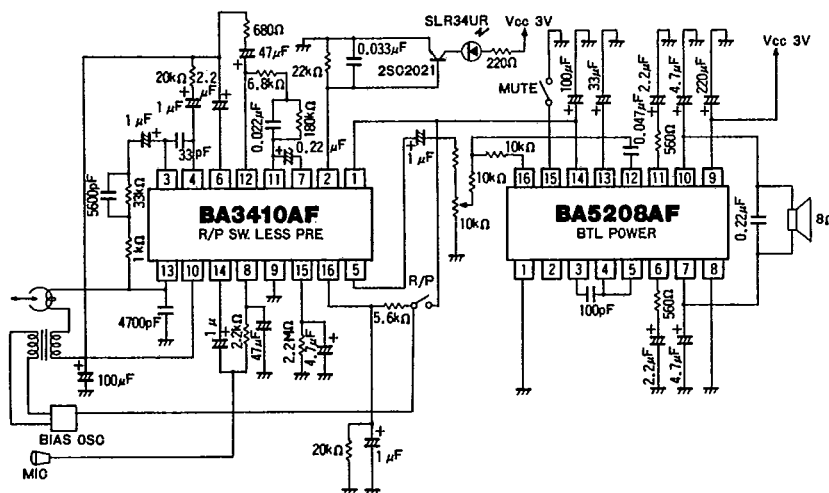 SLR34UR
Vcc 3V
Vcc 3V
680Ω
47μF
0.033μF
22kΩ
2SC2021
220Ω
MUTE
100μF
33μF
2.2μF
4.7μF
220μF
20kΩ
2.2
μF
1μF
6.8kΩ
0.022μF
180kΩ
0.22
μF
1μF
33pF
1μF
10kΩ
10kΩ
10kΩ
0.047μF
560Ω
5600pF
33kΩ
1kΩ
3 4 6 12 11 7 2 1
BA3410AF
R/P SW. LESS PRE
13 10 14 8 9 15 16 5
16 15 14 13 12 11 10 9
BA5208AF
BTL POWER
1 2 3 4 5 6 7 8
0.22μF
8Ω
R/P
5.6kΩ
4700pF
1μ
2.2kΩ
47μF
2.2MΩ
4.7μF
100pF
560Ω
2.2μF
4.7μF
100μF
BIAS OSC
MIC
20kΩ
1μF